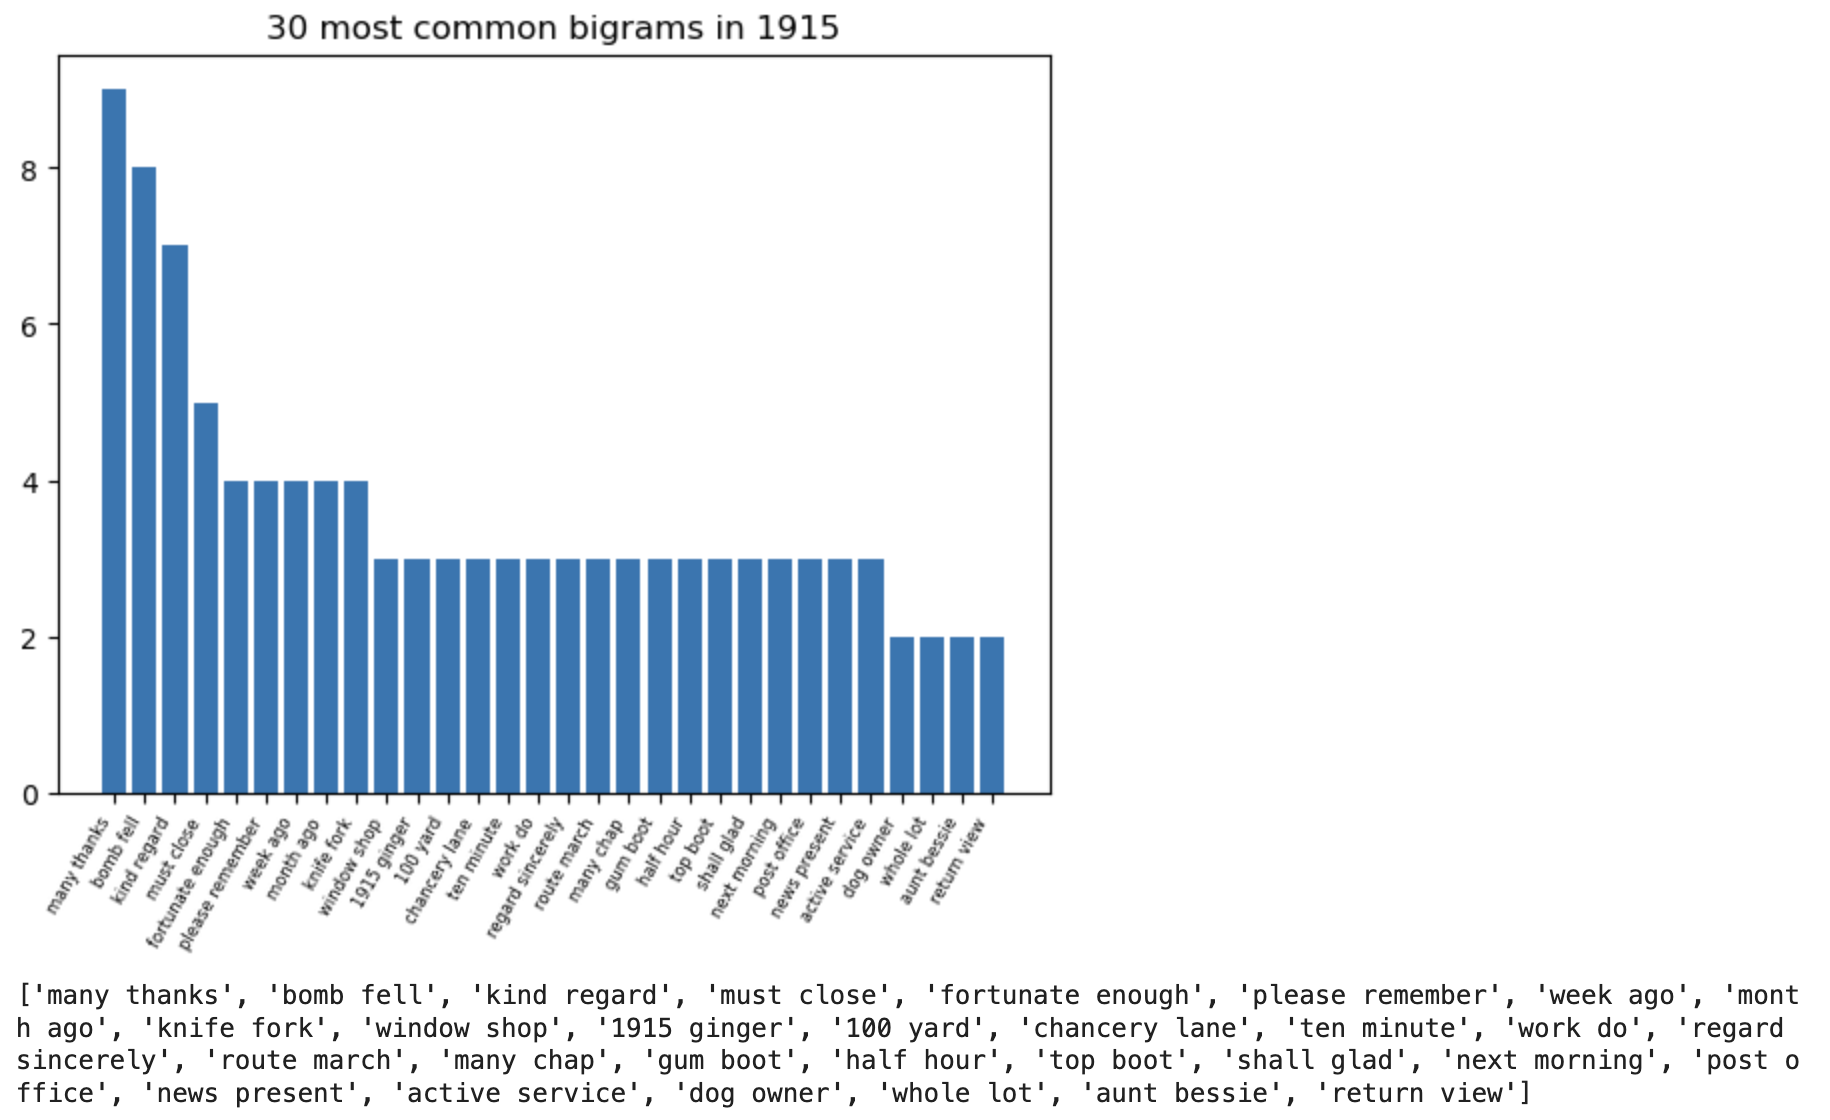 30 most common bigrams in 1915
8
6
4
2
0
many thanks
bomb fell
kind regard
must close
fortunate enough
please remember
week ago
month ago
knife fork
window shop
1915 ginger
100 yard
chancery lane
ten minute
work do
regard sincerely
route march
many chap
gum boot
half hour
top boot
shall glad
next morning
post office
news present
active service
dog owner
whole lot
aunt bessie
return view
['many thanks', 'bomb fell', 'kind regard', 'must close', 'fortunate enough', 'please remember', 'week ago', 'mont
h ago', 'knife fork', 'window shop', '1915 ginger', '100 yard', 'chancery lane', 'ten minute', 'work do', 'regard
sincerely', 'route march', 'many chap', 'gum boot', 'half hour', 'top boot', 'shall glad', 'next morning', 'post o
ffice', 'news present', 'active service', 'dog owner', 'whole lot', 'aunt bessie', 'return view']